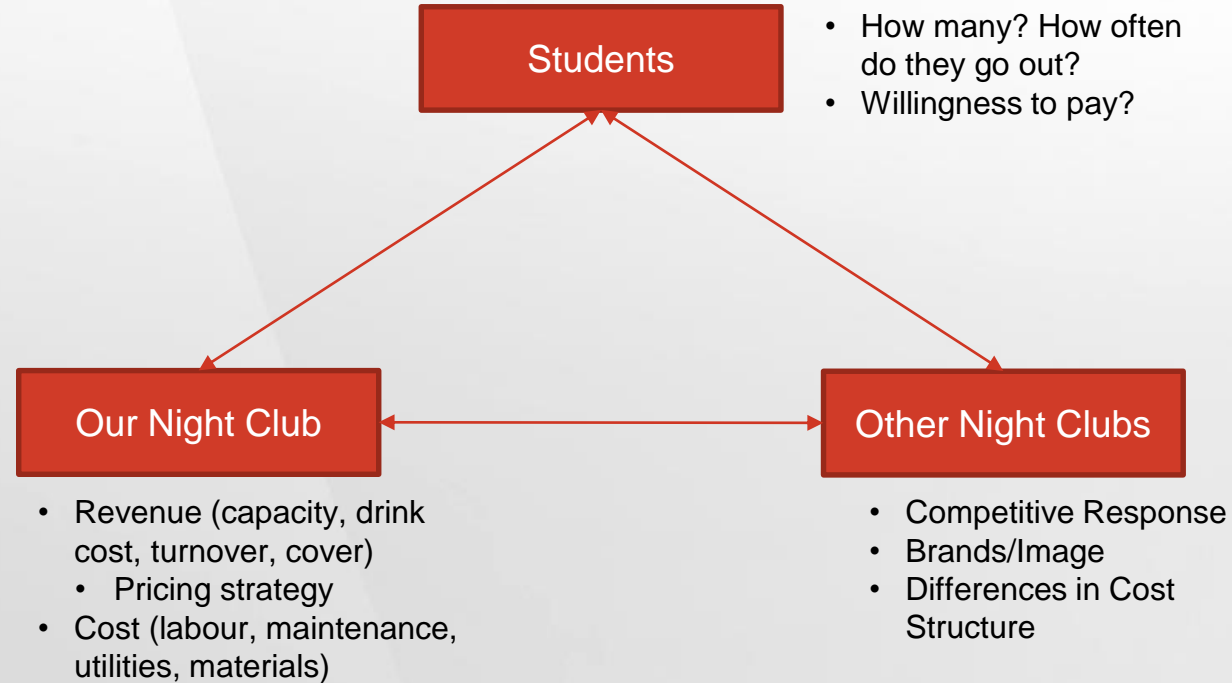 Students
• How many? How often
do they go out?
• Willingness to pay?
Our Night Club
Other Night Clubs
• Revenue (capacity, drink
cost, turnover, cover)
• Pricing strategy
• Cost (labour, maintenance,
utilities, materials)
• Competitive Response
• Brands/Image
• Differences in Cost
Structure